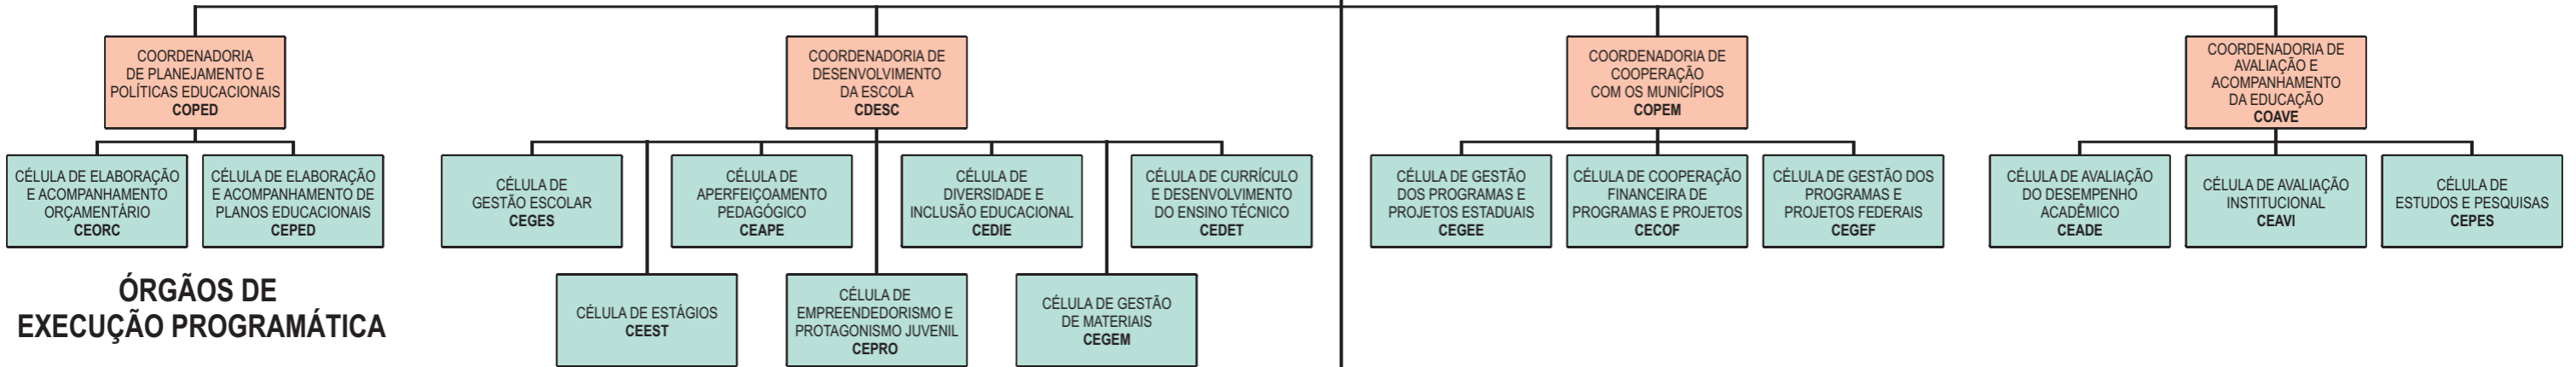 COORDENADORIA
DE PLANEJAMENTO E
POLÍTICAS EDUCACIONAIS
COPED
COORDENADORIA DE
DESENVOLVIMENTO
DA ESCOLA
CDESC
COORDENADORIA DE
COOPERAÇÃO
COM OS MUNICÍPIOS
COPEM
COORDENADORIA DE
AVALIAÇÃO E
ACOMPANHAMENTO
DA EDUCAÇÃO
COAVE
CÉLULA DE ELABORAÇÃO
E ACOMPANHAMENTO
ORÇAMENTÁRIO
CEORC
CÉLULA DE ELABORAÇÃO
E ACOMPANHAMENTO DE
PLANOS EDUCACIONAIS
CEPED
CÉLULA DE
GESTÃO ESCOLAR
CEGES
CÉLULA DE
APERFEIÇOAMENTO
PEDAGÓGICO
CEAPE
CÉLULA DE
DIVERSIDADE E
INCLUSÃO EDUCACIONAL
CEDIE
CÉLULA DE CURRÍCULO
E DESENVOLVIMENTO
DO ENSINO TÉCNICO
CEDET
CÉLULA DE GESTÃO
DOS PROGRAMAS E
PROJETOS ESTADUAIS
CEGEE
CÉLULA DE COOPERAÇÃO
FINANCEIRA DE
PROGRAMAS E PROJETOS
CECOF
CÉLULA DE GESTÃO DOS
PROGRAMAS E
PROJETOS FEDERAIS
CEGEF
CÉLULA DE AVALIAÇÃO
DO DESEMPENHO
ACADÊMICO
CEADE
CÉLULA DE AVALIAÇÃO
INSTITUCIONAL
CEAVI
CÉLULA DE
ESTUDOS E PESQUISAS
CEPES
ÓRGÃOS DE
EXECUÇÃO PROGRAMÁTICA
CÉLULA DE ESTÁGIOS
CEEST
CÉLULA DE
EMPREENDEDORISMO E
PROTAGONISMO JUVENIL
CEPRO
CÉLULA DE GESTÃO
DE MATERIAIS
CEGEM